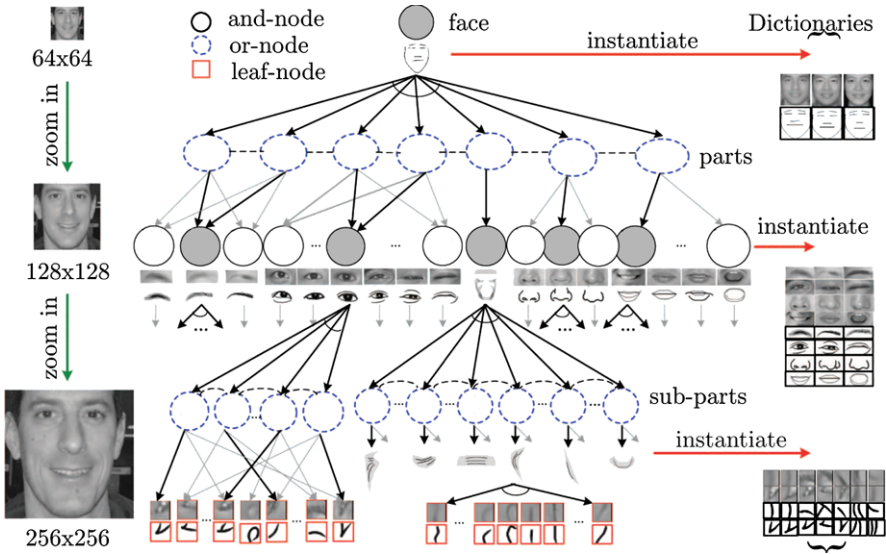 64x64
and-node
or-node
leaf-node
face
instantiate
Dictionaries
zoom in
parts
128x128
...
...
...
instantiate
...
...
...
zoom in
sub-parts
...
...
...
...
instantiate
...
...
...
...
256x256